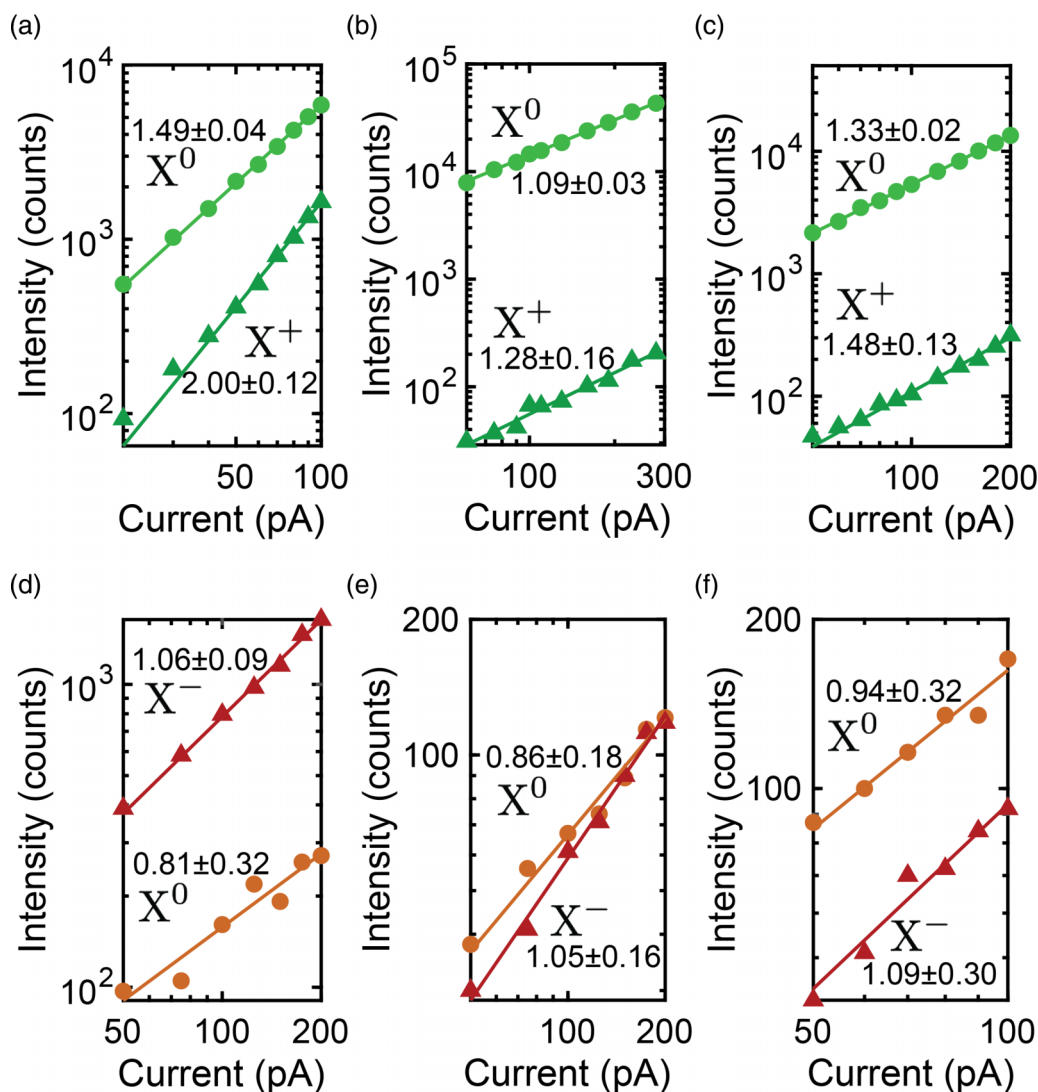 (a)
(b)
(c)
10^4
10^3
10^2
Intensity (counts)
1.49±0.04
X^0
X^+
2.00±0.12
50
100
Current (pA)
10^5
10^4
10^3
10^2
Intensity (counts)
X^0
1.09±0.03
X^+
1.28±0.16
100
300
Current (pA)
10^4
10^3
10^2
Intensity (counts)
1.33±0.02
X^0
X^+
1.48±0.13
100
200
Current (pA)
(d)
(e)
(f)
10^3
10^2
Intensity (counts)
1.06±0.09
X^−
0.81±0.32
X^0
50
100
200
Current (pA)
200
100
Intensity (counts)
0.86±0.18
X^0
X^−
1.05±0.16
100
200
Current (pA)
200
100
Intensity (counts)
0.94±0.32
X^0
X^−
1.09±0.30
50
100
Current (pA)